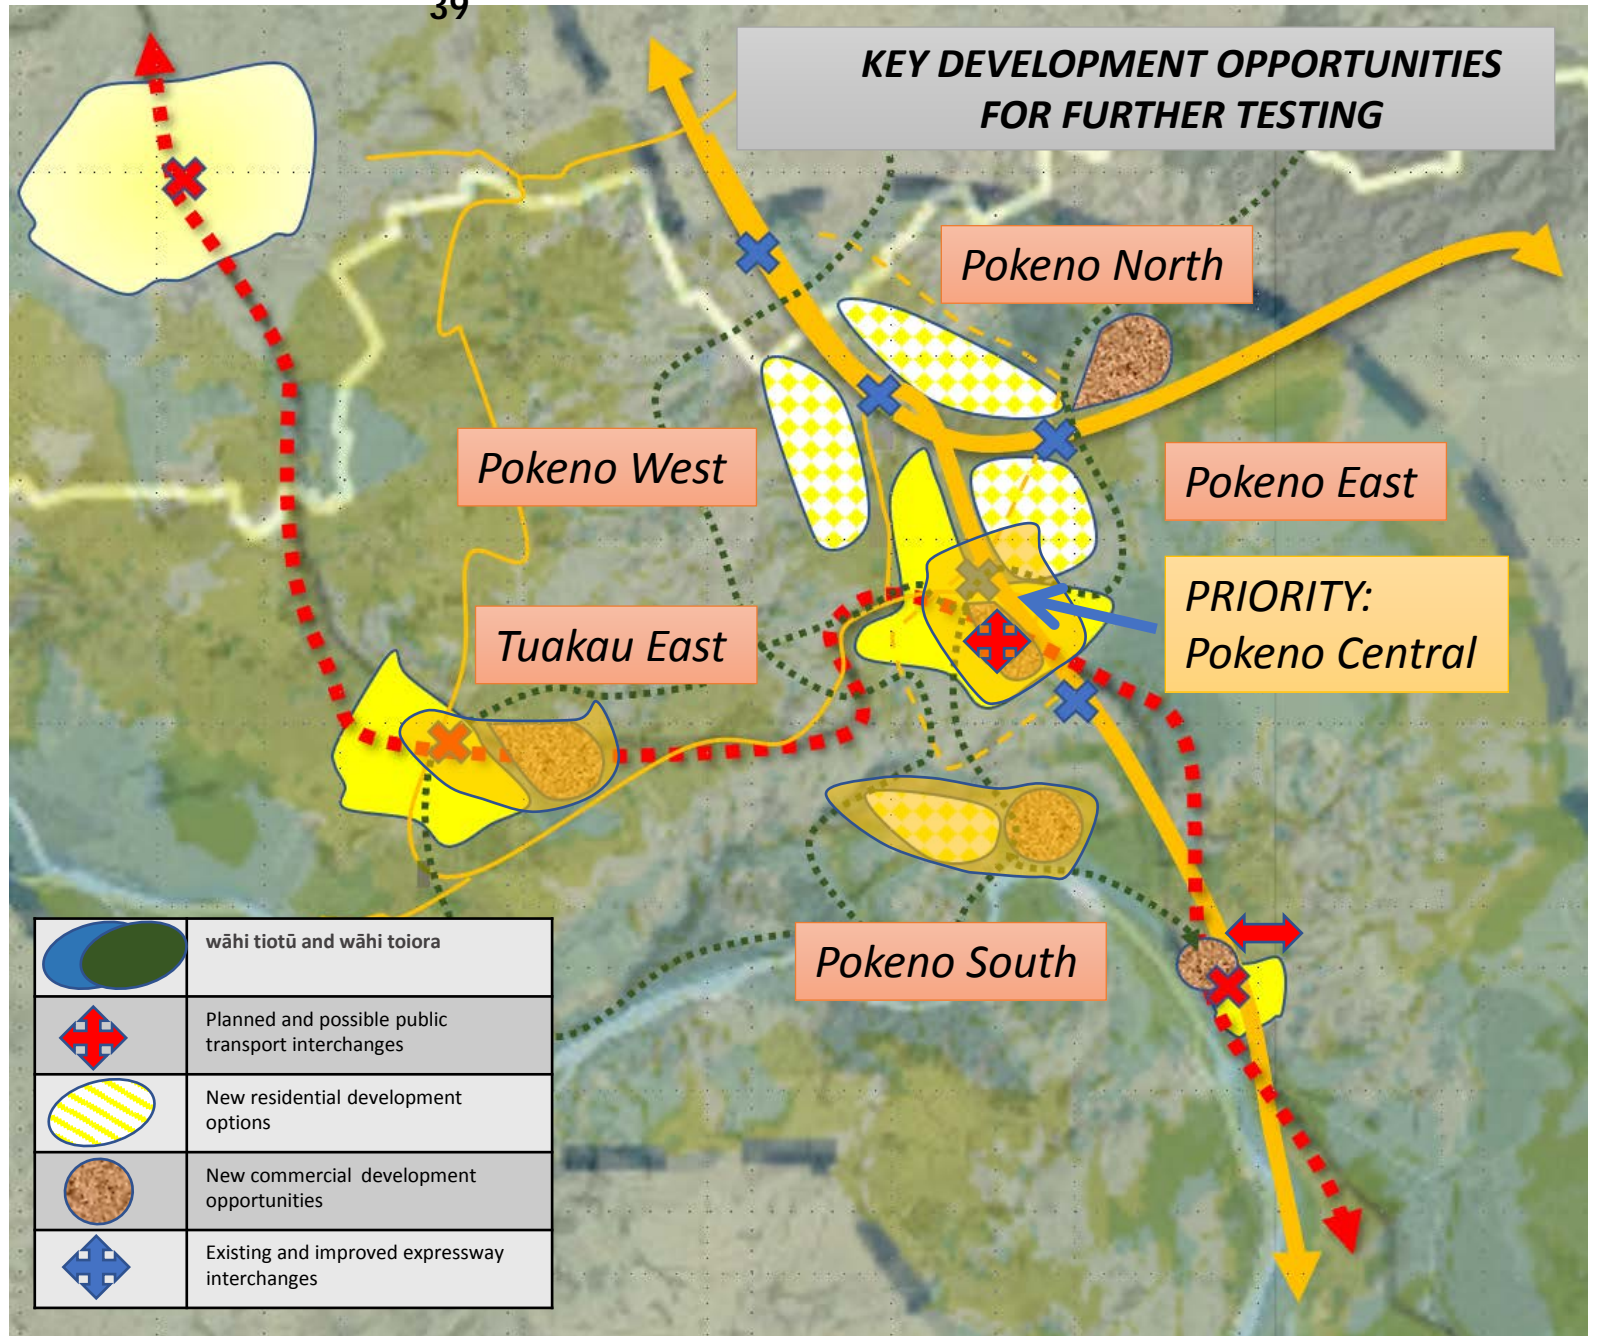 39
KEY DEVELOPMENT OPPORTUNITIES
FOR FURTHER TESTING
Pokeno North
Pokeno West
Pokeno East
PRIORITY:
Pokeno Central
Tuakau East
Pokeno South
wāhi tiotū and wāhi toiora
Planned and possible public
transport interchanges
New residential development
options
New commercial development
opportunities
Existing and improved expressway
interchanges